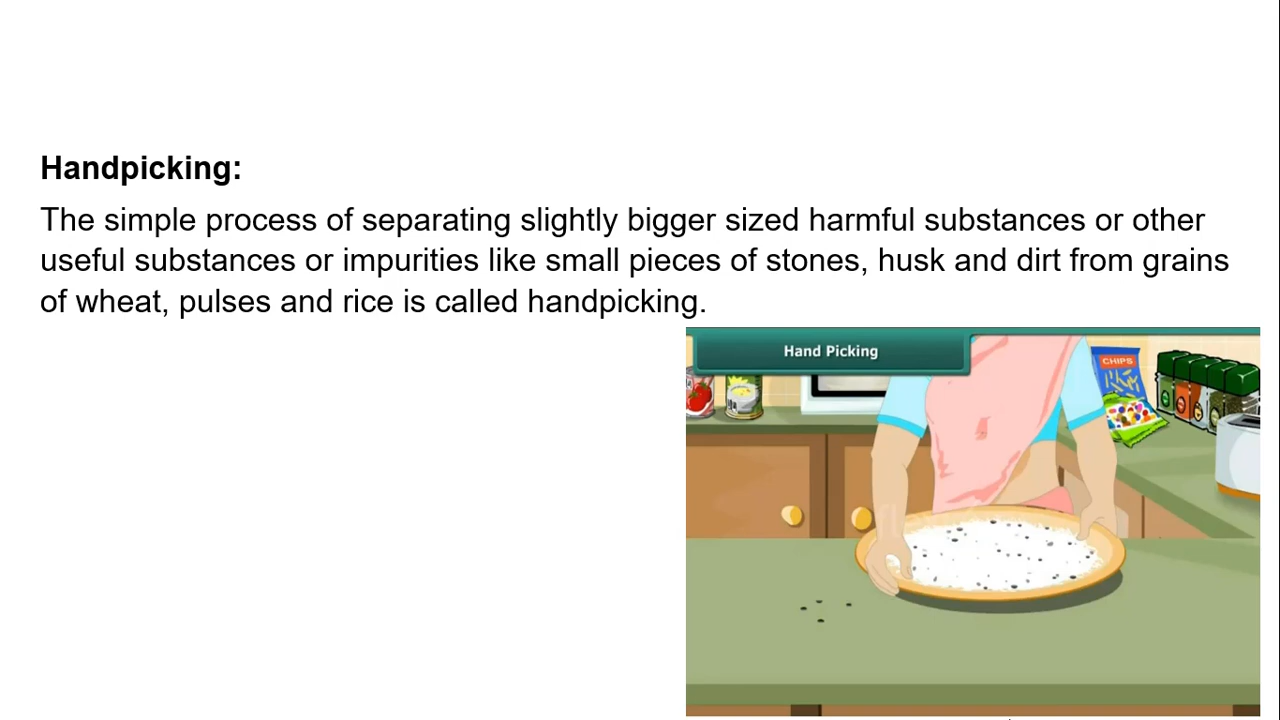 Handpicking:
The simple process of separating slightly bigger sized harmful substances or other
useful substances or impurities like small pieces of stones, husk and dirt from grains
of wheat, pulses and rice is called handpicking.
Hand Picking
CHIPS